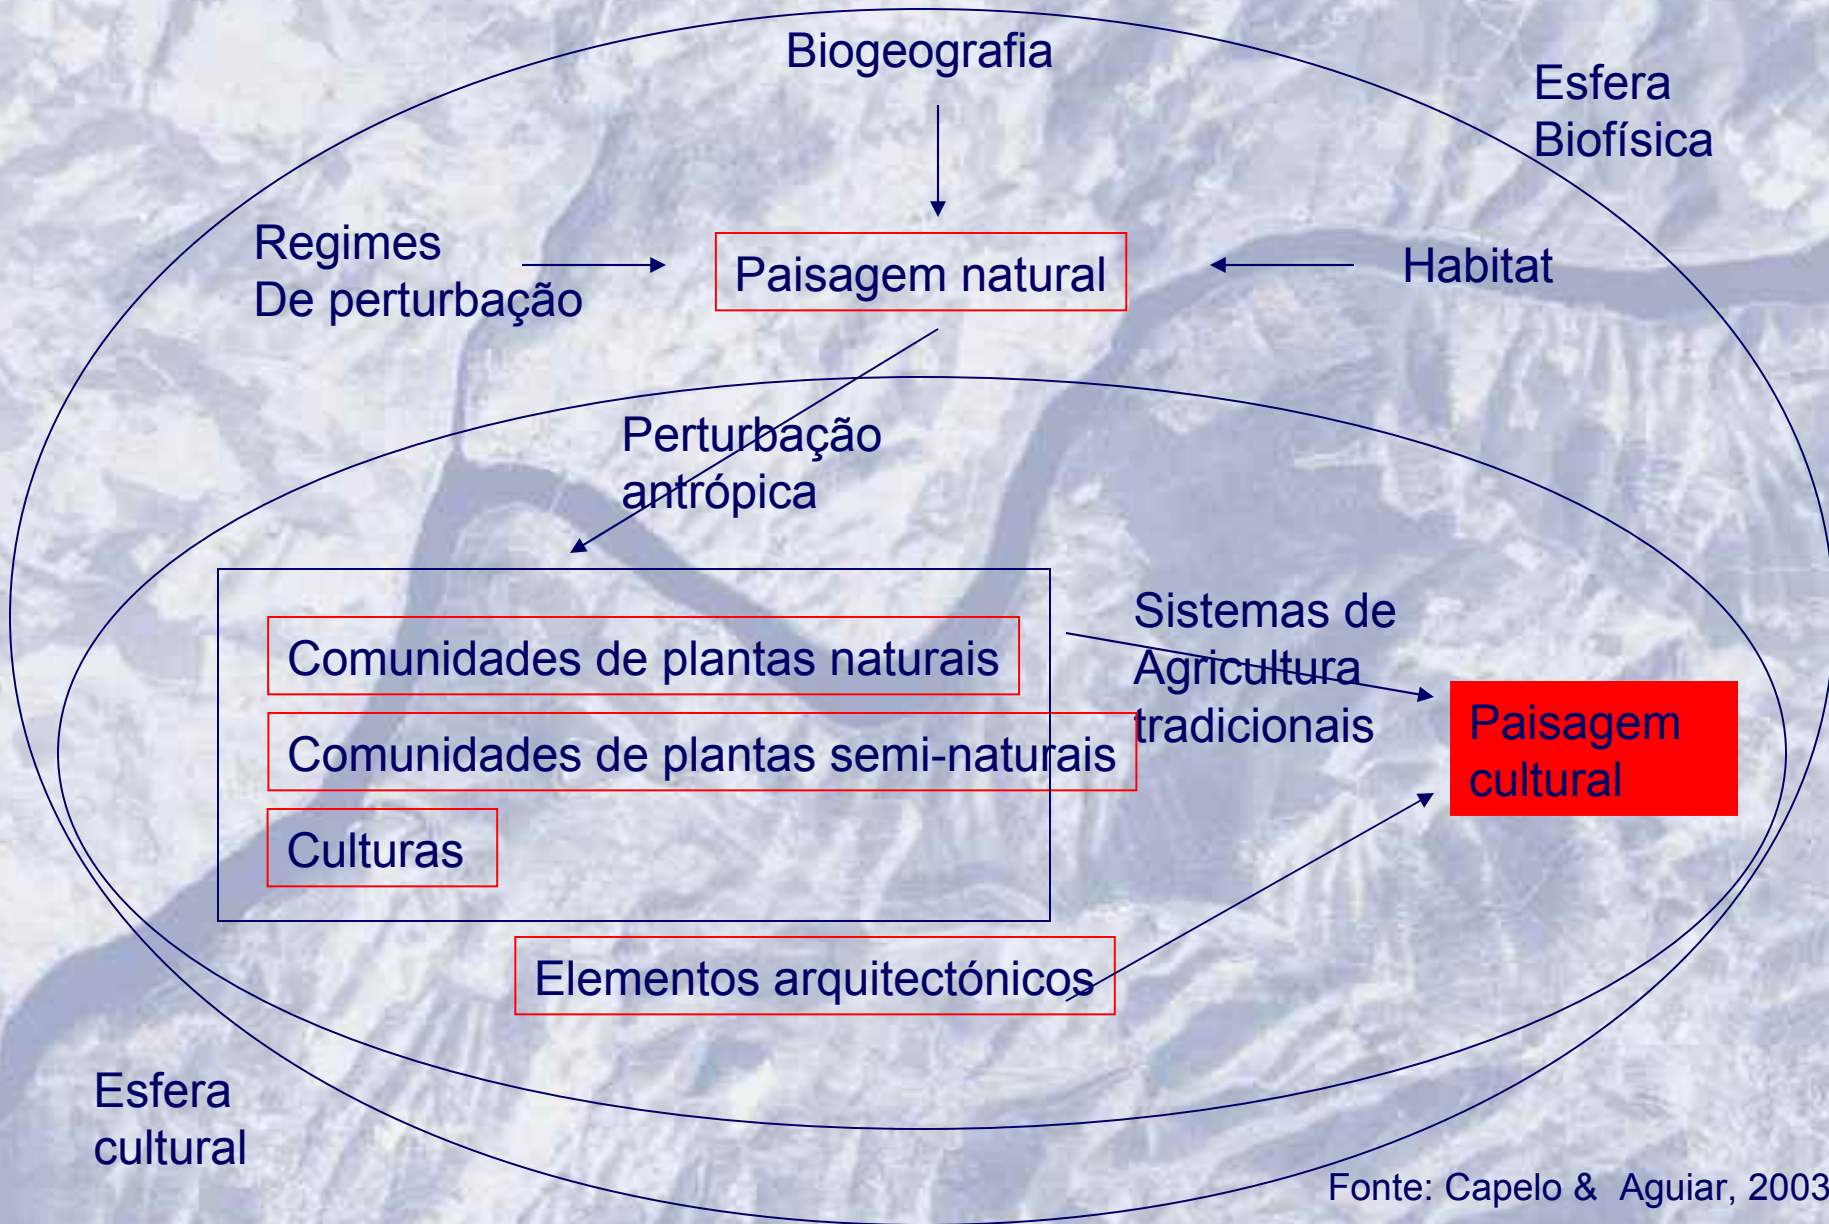 Biogeografia
Esfera
Biofísica
Regimes
De perturbação
Paisagem natural
Habitat
Perturbação
antrópica
Comunidades de plantas naturais
Comunidades de plantas semi-naturais
Culturas
Sistemas de
Agricultura
tradicionais
Paisagem
cultural
Elementos arquitectónicos
Esfera
cultural
Fonte: Capelo & Aguiar, 2003